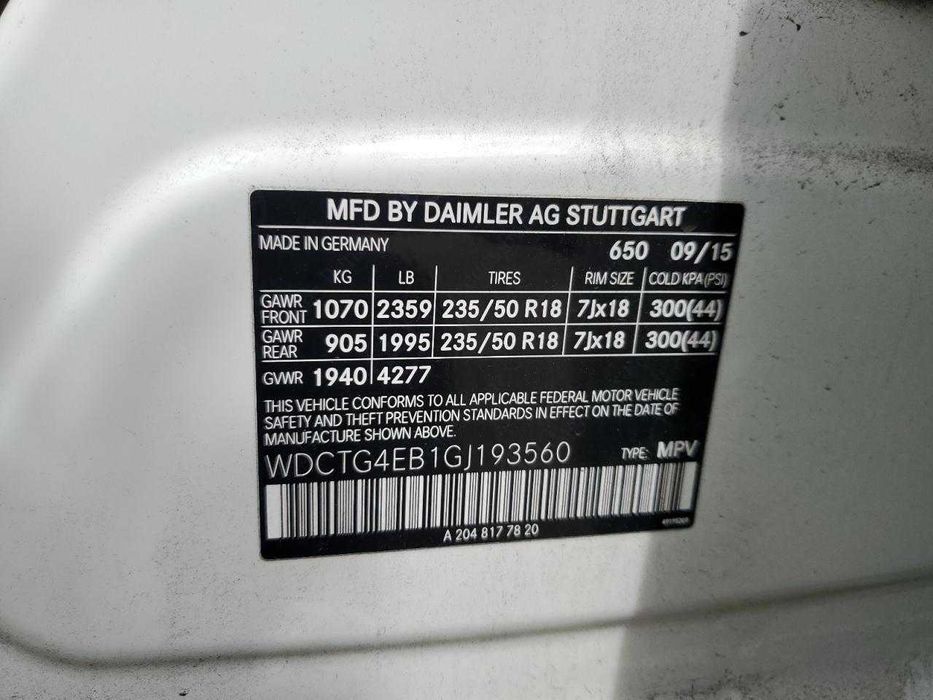 MFD BY DAIMLER AG STUTTGART
MADE IN GERMANY 650 09/15
KG LB TIRES RIM SIZE COLD KPA (PSI)
GAWR FRONT 1070 2359 235/50 R18 7Jx18 300(44)
GAWR REAR 905 1995 235/50 R18 7Jx18 300(44)
GVWR 1940 4277
THIS VEHICLE CONFORMS TO ALL APPLICABLE FEDERAL MOTOR VEHICLE
SAFETY AND THEFT PREVENTION STANDARDS IN EFFECT ON THE DATE OF
MANUFACTURE SHOWN ABOVE.
WDCTG4EB1GJ193560 TYPE: MPV
A 204 817 78 20